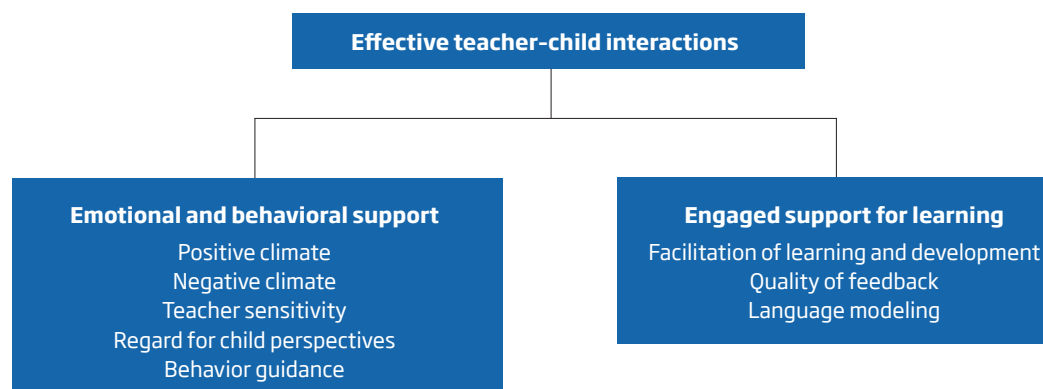 Effective teacher-child interactions
Emotional and behavioral support
Positive climate
Negative climate
Teacher sensitivity
Regard for child perspectives
Behavior guidance
Engaged support for learning
Facilitation of learning and development
Quality of feedback
Language modeling